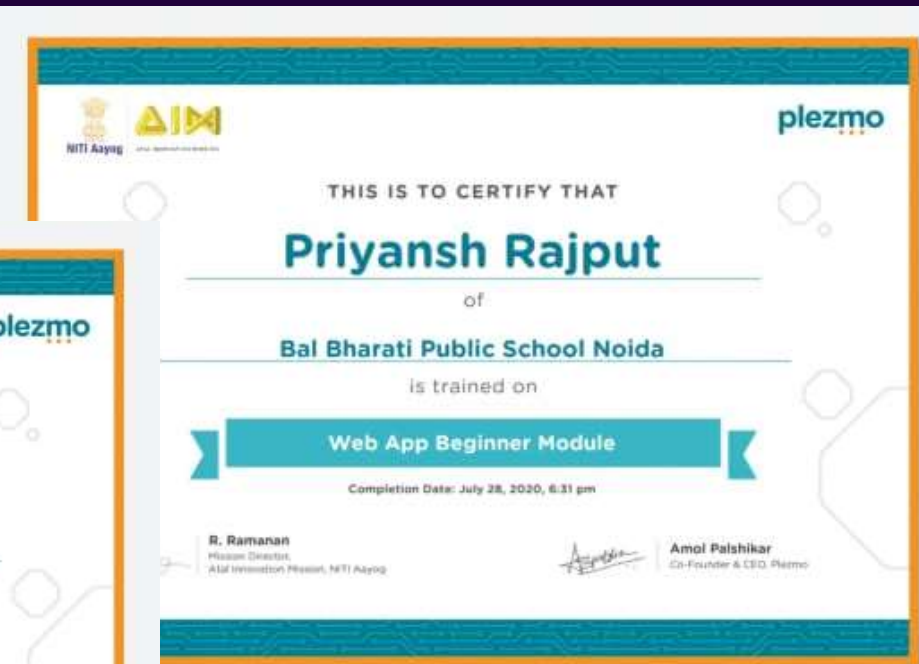 NITI Aayog
AIM
plezmo
THIS IS TO CERTIFY THAT
Priyansh Rajput
of
Bal Bharati Public School Noida
is trained on
Web App Beginner Module
Completion Date: July 28, 2020, 6:31 pm
R. Ramanan
Mission Director,
Atal Innovation Mission, NITI Aayog
Amol Palshikar
Co-Founder & CEO, Plezmo
plezmo